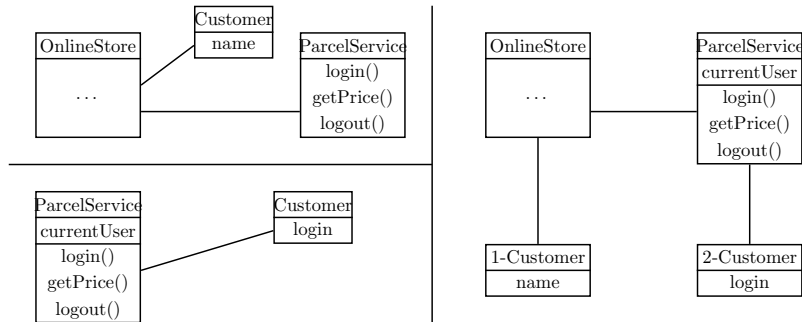 Customer
name
OnlineStore
...
ParcelService
login()
getPrice()
logout()
ParcelService
currentUser
login()
getPrice()
logout()
Customer
login
OnlineStore
...
ParcelService
currentUser
login()
getPrice()
logout()
1-Customer
name
2-Customer
login